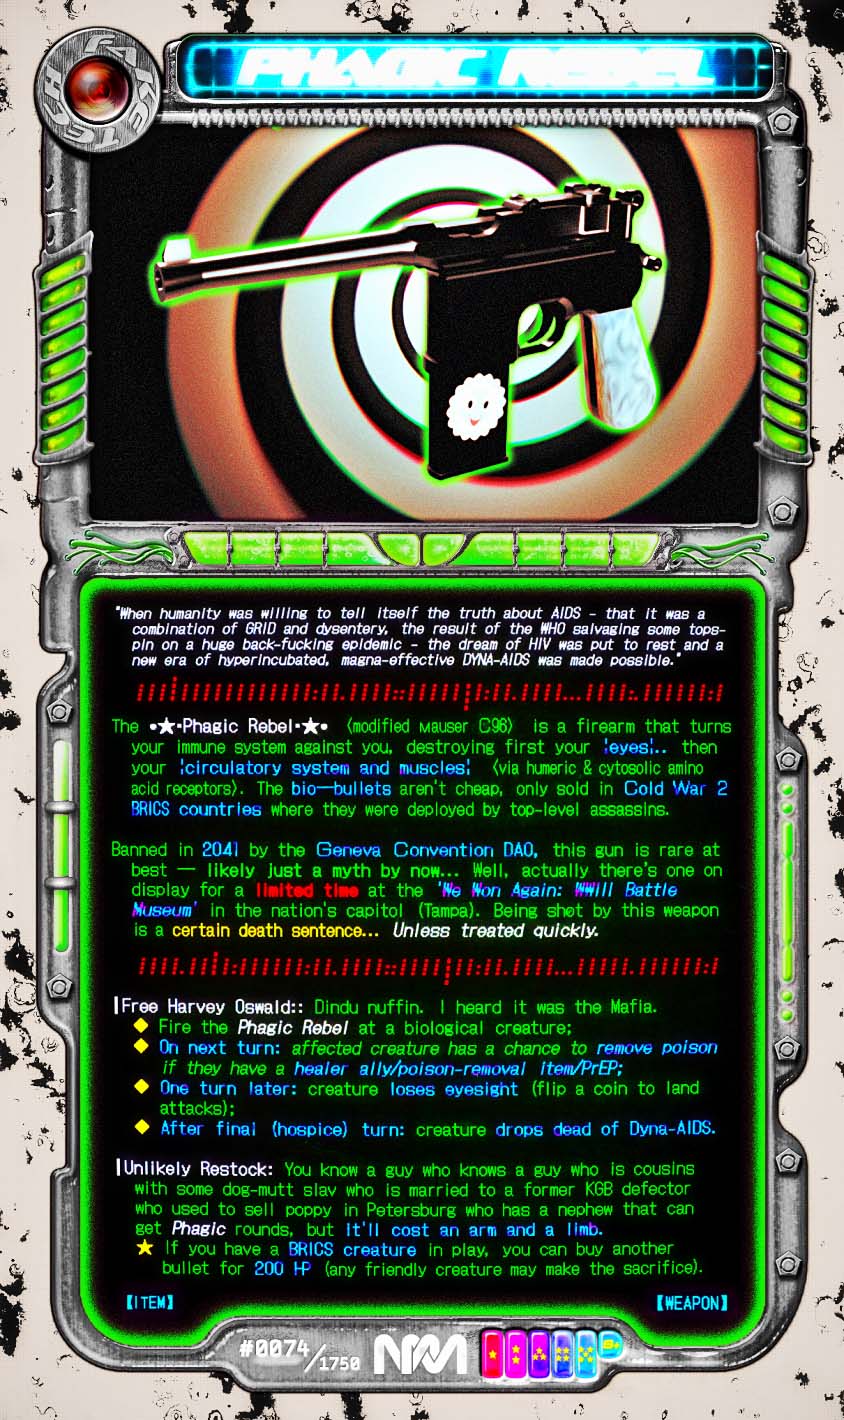 FAKE TECH
PHAGIC REBEL
"When humanity was willing to tell itself the truth about AIDS - that it was a
combination of GRID and dysentery, the result of the WHO salvaging some tops-
pin on a huge back-fucking epidemic - the dream of HIV was put to rest and a
new era of hyperincubated, magna-effective DYNA-AIDS was made possible."
The •★•Phagic Rebel•★• (modified Mauser C96) is a firearm that turns
your immune system against you, destroying first your ¦eyes¦.. then
your ¦circulatory system and muscles¦ (via humeric & cytosolic amino
acid receptors). The bio—bullets aren't cheap, only sold in Cold War 2
BRICS countries where they were deployed by top-level assassins.
Banned in 2041 by the Geneva Convention DAO, this gun is rare at
best — likely just a myth by now... Well, actually there's one on
display for a limited time at the 'We Won Again: WWIII Battle
Museum' in the nation's capitol (Tampa). Being shot by this weapon
is a certain death sentence... Unless treated quickly.
|Free Harvey Oswald:: Dindu nuffin. I heard it was the Mafia.
◆ Fire the Phagic Rebel at a biological creature;
◆ On next turn: affected creature has a chance to remove poison
if they have a healer ally/poison-removal item/PrEP;
◆ One turn later: creature loses eyesight (flip a coin to land
attacks);
◆ After final (hospice) turn: creature drops dead of Dyna-AIDS.
|Unlikely Restock: You know a guy who knows a guy who is cousins
with some dog-mutt slav who is married to a former KGB defector
who used to sell poppy in Petersburg who has a nephew that can
get Phagic rounds, but it'll cost an arm and a limb.
★ If you have a BRICS creature in play, you can buy another
bullet for 200 HP (any friendly creature may make the sacrifice).
【ITEM】 【WEAPON】
#0074/1750 NPM